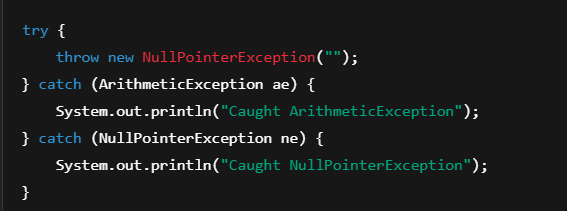 try {
    throw new NullPointerException("");
} catch (ArithmeticException ae) {
    System.out.println("Caught ArithmeticException");
} catch (NullPointerException ne) {
    System.out.println("Caught NullPointerException");
}